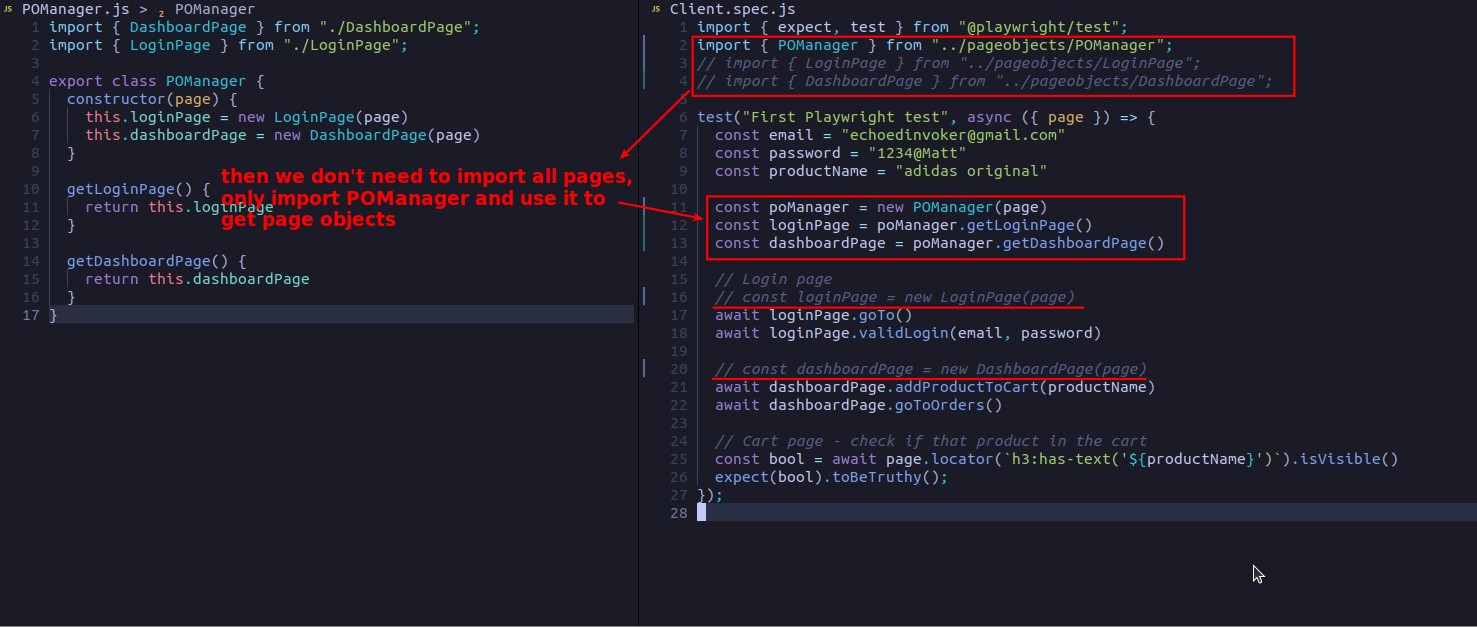 JS POManager.js > 2 POManager
1 import { DashboardPage } from "./DashboardPage";
2 import { LoginPage } from "./LoginPage";
3
4 export class POManager {
5   constructor(page) {
6     this.loginPage = new LoginPage(page)
7     this.dashboardPage = new DashboardPage(page)
8   }
9
10   getLoginPage() {
11     return this.loginPage
12   }
13
14   getDashboardPage() {
15     return this.dashboardPage
16   }
17 }
then we don't need to import all pages,
only import POManager and use it to
get page objects
JS Client.spec.js
1 import { expect, test } from "@playwright/test";
2 import { POManager } from "../pageobjects/POManager";
3 // import { LoginPage } from "../pageobjects/LoginPage";
4 // import { DashboardPage } from "../pageobjects/DashboardPage";
5
6 test("First Playwright test", async ({ page }) => {
7   const email = "echoedinvoker@gmail.com"
8   const password = "1234@Matt"
9   const productName = "adidas original"
10
11   const poManager = new POManager(page)
12   const loginPage = poManager.getLoginPage()
13   const dashboardPage = poManager.getDashboardPage()
14
15   // Login page
16   // const loginPage = new LoginPage(page)
17   await loginPage.goTo()
18   await loginPage.validLogin(email, password)
19
20   // const dashboardPage = new DashboardPage(page)
21   await dashboardPage.addProductToCart(productName)
22   await dashboardPage.goToOrders()
23
24   // Cart page - check if that product in the cart
25   const bool = await page.locator(`h3:has-text('${productName}')`).isVisible()
26   expect(bool).toBeTruthy();
27 });
28